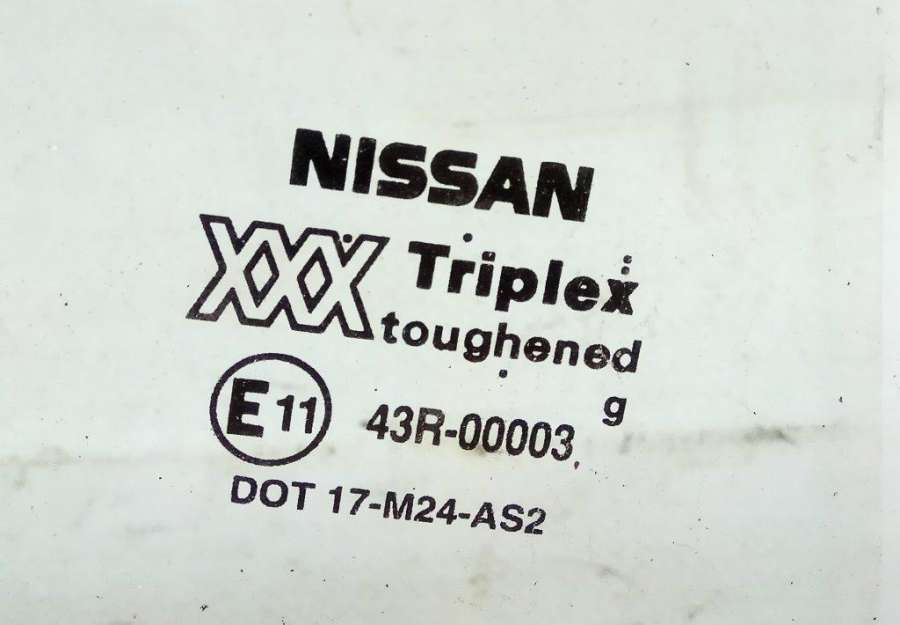 NISSAN
XXX Triplex
toughened
g
E 11 43R-00003
DOT 17-M24-AS2